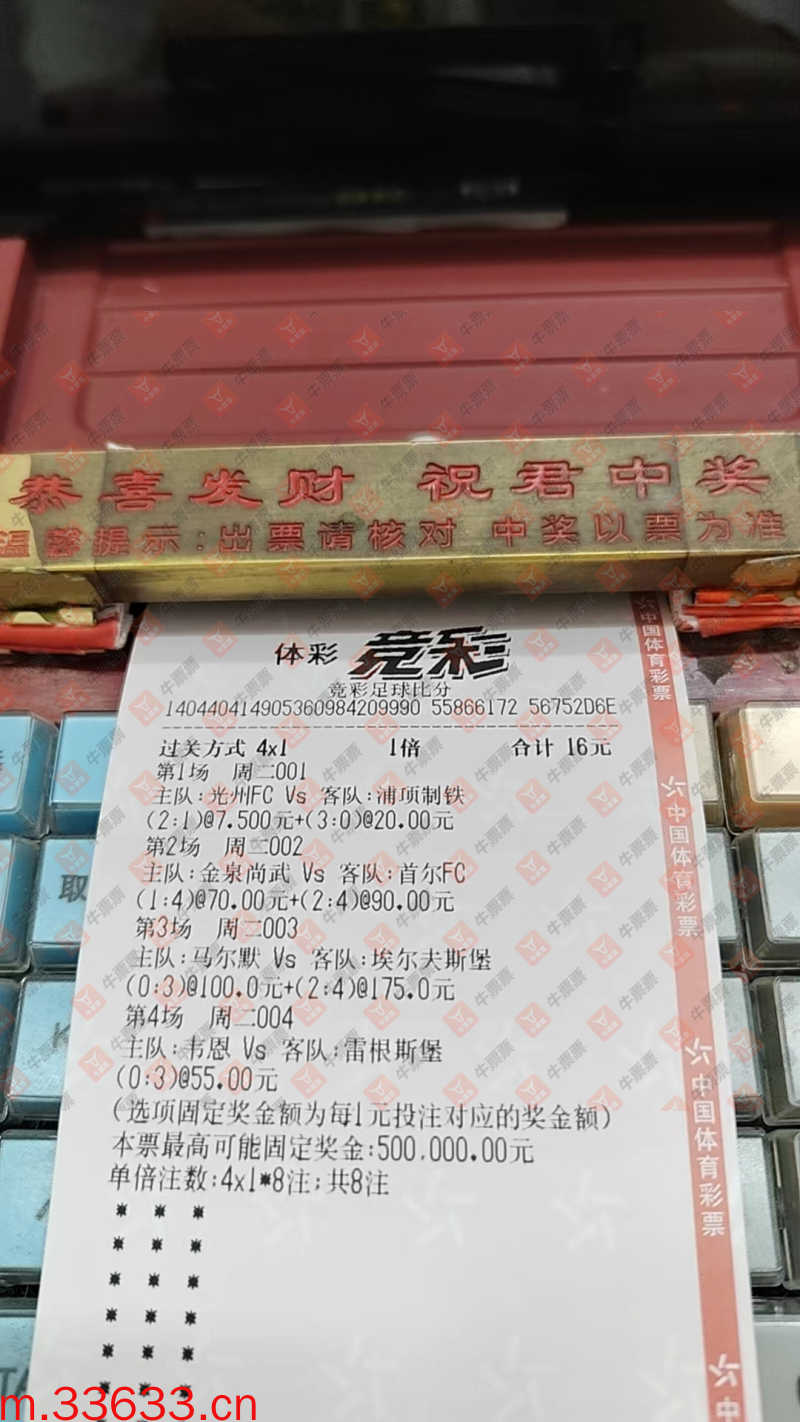 恭喜发财 祝君中奖
温馨提示:出票请核对 中奖以票为准
体彩 竞彩
竞彩足球比分
140440414905360984209990 55866172 56752D6E
过关方式 4x1 1倍 合计 16元
第1场 周二001
主队:光州FC Vs 客队:浦项制铁
(2:1)@7.500元+(3:0)@20.00元
第2场 周二002
主队:金泉尚武 Vs 客队:首尔FC
(1:4)@70.00元+(2:4)@90.00元
第3场 周二003
主队:马尔默 Vs 客队:埃尔夫斯堡
(0:3)@100.0元+(2:4)@175.0元
第4场 周二004
主队:韦恩 Vs 客队:雷根斯堡
(0:3)@55.00元
(选项固定奖金额为每1元投注对应的奖金额)
本票最高可能固定奖金:500,000.00元
单倍注数:4x1*8注;共8注
中国体育彩票
中国体育彩票
中国体育彩票
中
取
牛票票
m.33633.cn